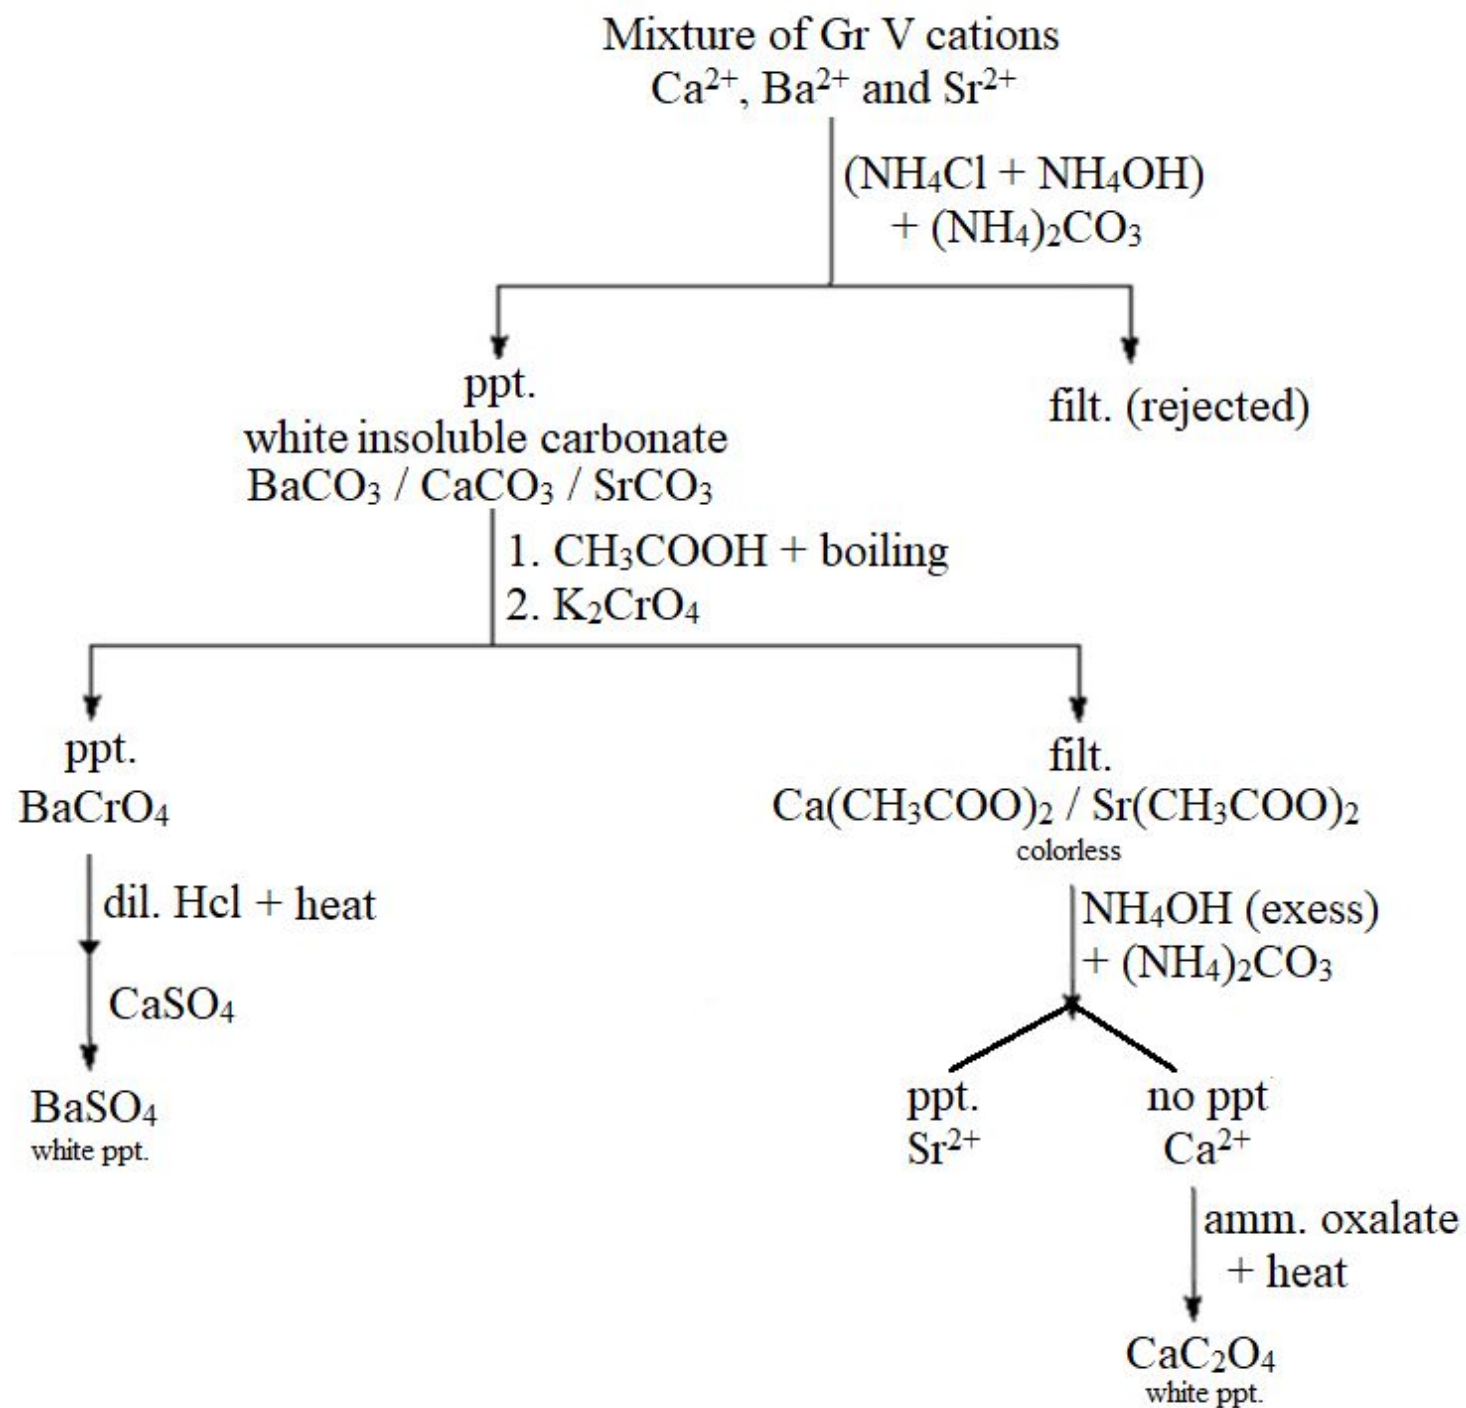 Mixture of Gr V cations
Ca²⁺, Ba²⁺ and Sr²⁺
(NH₄Cl + NH₄OH)
+ (NH₄)₂CO₃
ppt.
white insoluble carbonate
BaCO₃ / CaCO₃ / SrCO₃
filt. (rejected)
1. CH₃COOH + boiling
2. K₂CrO₄
ppt.
BaCrO₄
dil. Hcl + heat
CaSO₄
BaSO₄
white ppt.
filt.
Ca(CH₃COO)₂ / Sr(CH₃COO)₂
colorless
NH₄OH (exess)
+ (NH₄)₂CO₃
ppt.
Sr²⁺
no ppt
Ca²⁺
amm. oxalate
+ heat
CaC₂O₄
white ppt.